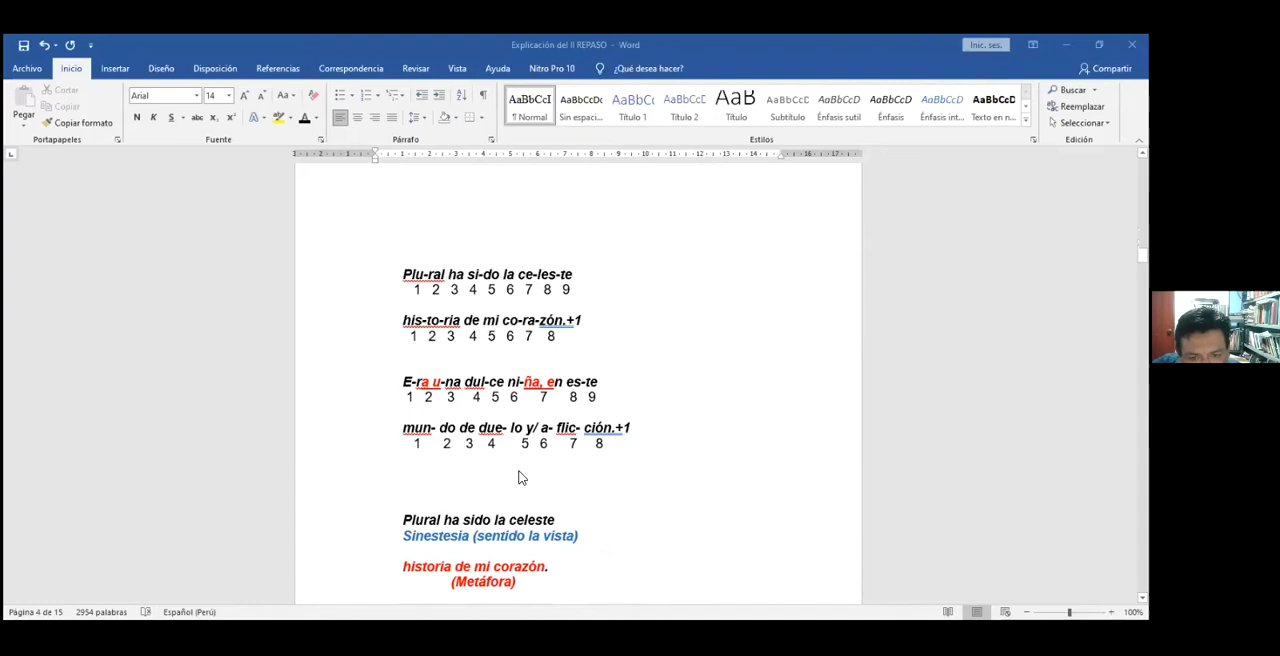 Explicación del II REPASO - Word
Inic. ses.
Archivo Inicio Insertar Diseño Disposición Referencias Correspondencia Revisar Vista Ayuda Nitro Pro 10 ¿Qué desea hacer? Compartir
Pegar
Cortar
Copiar
Copiar formato
Portapapeles
Arial 14
N K S abc x₂ x²
Fuente
Párrafo
AaBbCcI AaBbCcDc AaBbCc AaBbCcD AaB AaBbCcD AaBbCcD AaBbCcD AaBbCcD AaBbCcD
¶ Normal Sin espaci... Título 1 Título 2 Título Subtítulo Énfasis sutil Énfasis Énfasis int... Texto en n...
Estilos
Buscar
Reemplazar
Seleccionar
Edición
Plu-ral ha si-do la ce-les-te
1 2 3 4 5 6 7 8 9
his-to-ria de mi co-ra-zón.+1
1 2 3 4 5 6 7 8
E-ra u-na dul-ce ni-ña, en es-te
1 2 3 4 5 6 7 8 9
mun- do de due- lo y/ a- flic- ción.+1
1 2 3 4 5 6 7 8
Plural ha sido la celeste
Sinestesia (sentido la vista)
historia de mi corazón.
(Metáfora)
Página 4 de 15 2954 palabras Español (Perú) 100%